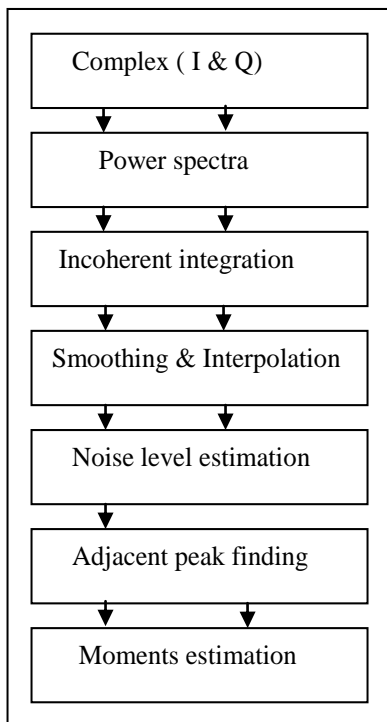 Complex ( I & Q)
Power spectra
Incoherent integration
Smoothing & Interpolation
Noise level estimation
Adjacent peak finding
Moments estimation